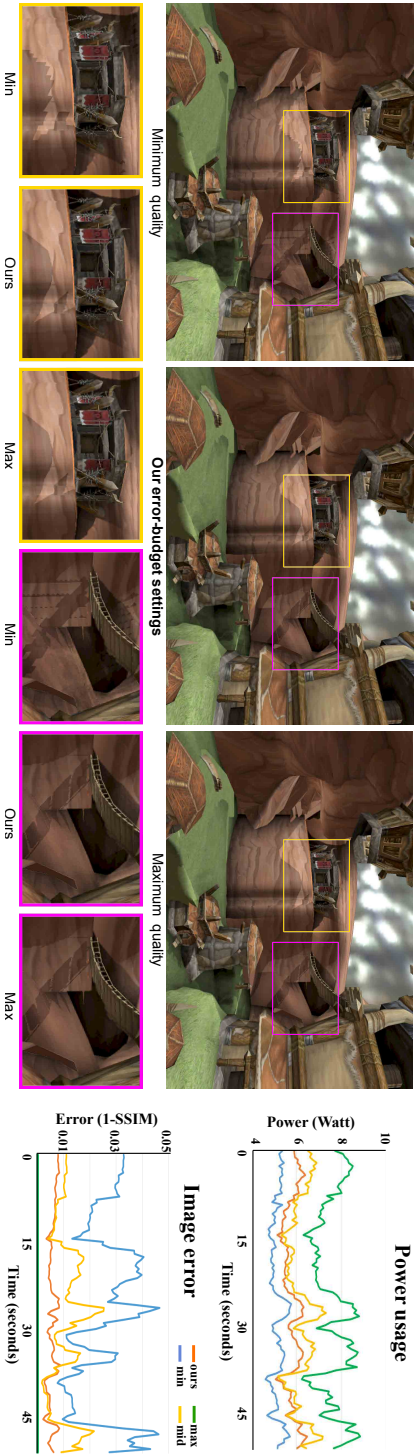 Minimum quality
Our error-budget settings
Maximum quality
Min
Ours
Max
Min
Ours
Max
Power usage
Power (Watt)
10
8
6
4
0
15
30
45
Time (seconds)
max
mid
ours
min
Image error
Error (1-SSIM)
0.05
0.03
0.01
0
15
30
45
Time (seconds)